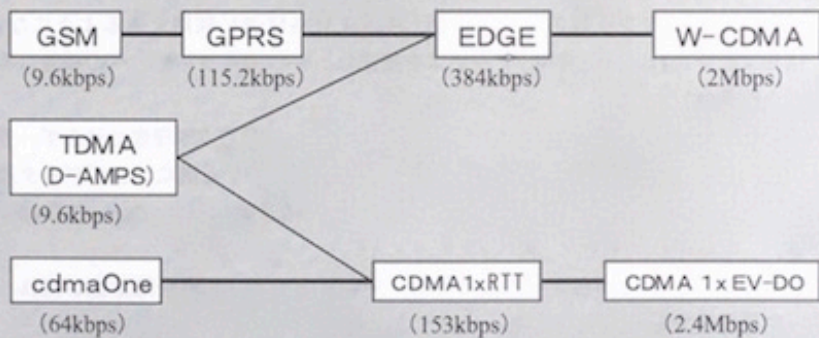 GSM
GPRS
EDGE
W-CDMA
(9.6kbps)
(115.2kbps)
(384kbps)
(2Mbps)
TDMA
(D-AMPS)
(9.6kbps)
cdmaOne
CDMA1xRTT
CDMA 1x EV-DO
(64kbps)
(153kbps)
(2.4Mbps)